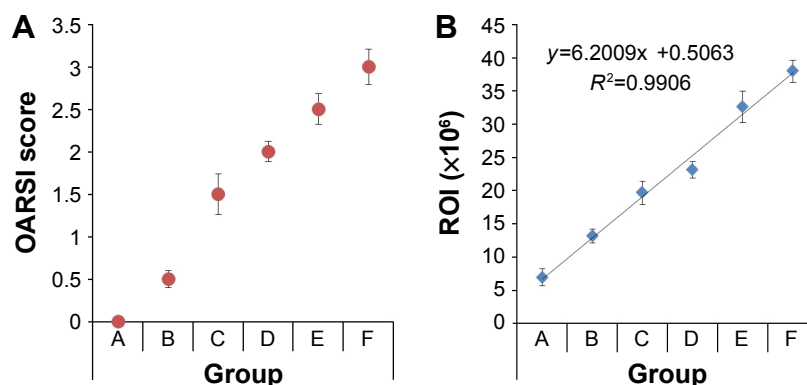 A
OARSI score
3.5
3
2.5
2
1.5
1
0.5
0
A B C D E F
Group
B
ROI (×10⁶)
45
40
35
30
25
20
15
10
5
0
y=6.2009x +0.5063
R²=0.9906
A B C D E F
Group